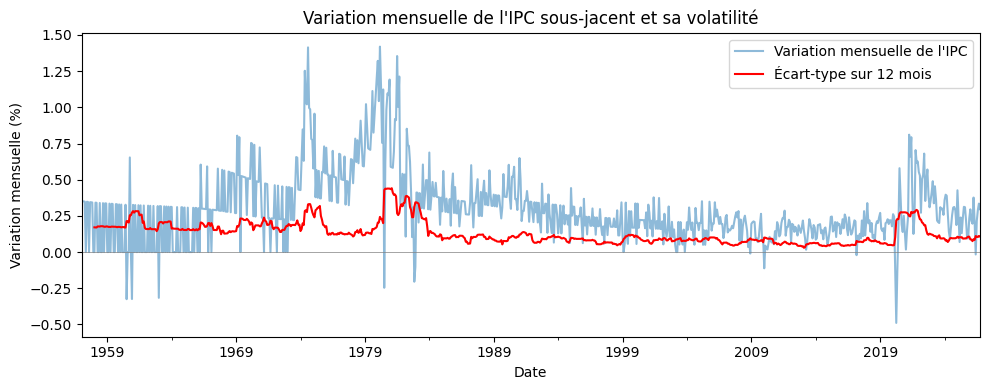 Variation mensuelle de l'IPC sous-jacent et sa volatilité
Variation mensuelle de l'IPC
Écart-type sur 12 mois
Variation mensuelle (%)
1.50
1.25
1.00
0.75
0.50
0.25
0.00
−0.25
−0.50
1959 1969 1979 1989 1999 2009 2019
Date